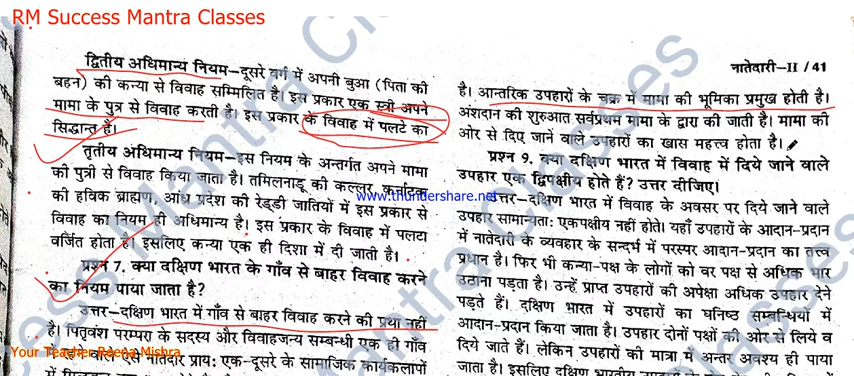 RM Success Mantra Classes
द्वितीय अधिमान्य नियम–दूसरे वर्ग में अपनी बुआ (पिता की
बहन) की कन्या से विवाह सम्मिलित है। इस प्रकार एक स्त्री अपने
मामा के पुत्र से विवाह करती है। इस प्रकार के विवाह में पलटे का
सिद्धान्त है।
तृतीय अधिमान्य नियम–इस नियम के अन्तर्गत अपने मामा
की पुत्री से विवाह किया जाता है। तमिलनाडू की कल्लर, कर्नाटक
की हविक ब्राह्मण, आंध्र प्रदेश की रेड्डी जातियों में इस प्रकार से
विवाह का नियम ही अधिमान्य है। इस प्रकार के विवाह में पलटा
वर्जित होता है। इसलिए कन्या एक ही दिशा में दी जाती है।
प्रश्न 7. क्या दक्षिण भारत के गाँव से बाहर विवाह करने
का नियम पाया जाता है?
उत्तर–दक्षिण भारत में गाँव से बाहर विवाह करने की प्रथा नहीं
है। पितृवंश परम्परा के सदस्य और विवाहजन्य सम्बन्धी एक ही गाँव
नातेदार प्राय: एक-दूसरे के सामाजिक कार्यकलापों
Your Teacher Reena Mishra
नातेदारी–II / 41
है। आन्तरिक उपहारों के चक्र में मामा की भूमिका प्रमुख होती है।
अंशदान की शुरुआत सर्वप्रथम मामा के द्वारा की जाती है। मामा की
ओर से दिए जाने वाले उपहारों का खास महत्त्व होता है।
प्रश्न 9. क्या दक्षिण भारत में विवाह में दिये जाने वाले
उपहार एक द्विपक्षीय होते हैं? उत्तर दीजिए।
www.thundershare.net
उत्तर–दक्षिण भारत में विवाह के अवसर पर दिये जाने वाले
उपहार सामान्यता: एकपक्षीय नहीं होते। यहाँ उपहारों के आदान-प्रदान
में नातेदारी के व्यवहार के सन्दर्भ में परस्पर आदान-प्रदान का तत्त्व
प्रधान है। फिर भी कन्या-पक्ष के लोगों को वर पक्ष से अधिक भार
उठाना पड़ता है। उन्हें प्राप्त उपहारों की अपेक्षा अधिक उपहार देने
पड़ते हैं। दक्षिण भारत में उपहारों का घनिष्ठ सम्बन्धियों में
आदान-प्रदान किया जाता है। उपहार दोनों पक्षों की ओर से लिये व
दिये जाते हैं। लेकिन उपहारों की मात्रा में अन्तर अवश्य ही पाया
जाता है। इसलिए दक्षिण भारतीय